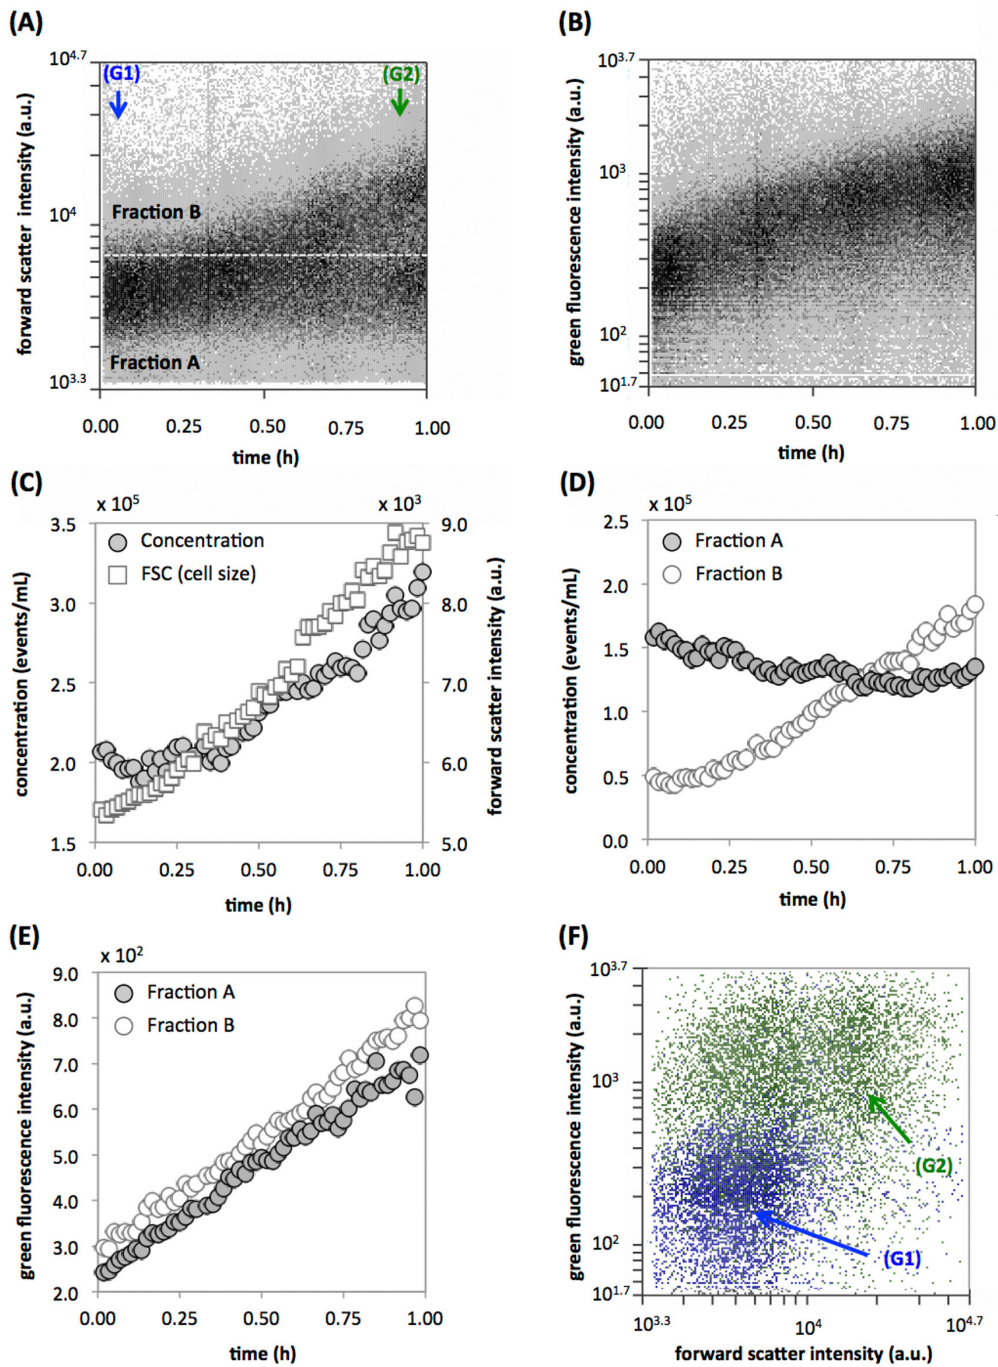 (A)
10^4.7
10^4
10^3.3
forward scatter intensity (a.u.)
(G1)
(G2)
Fraction B
Fraction A
0.00 0.25 0.50 0.75 1.00
time (h)
(B)
10^3.7
10^3
10^2
10^1.7
green fluorescence intensity (a.u.)
0.00 0.25 0.50 0.75 1.00
time (h)
(C)
x 10^5
x 10^3
3.5
3.0
2.5
2.0
1.5
concentration (events/mL)
Concentration
FSC (cell size)
9.0
8.0
7.0
6.0
5.0
forward scatter intensity (a.u.)
0.00 0.25 0.50 0.75 1.00
time (h)
(D)
x 10^5
2.5
2.0
1.5
1.0
0.5
0.0
concentration (events/mL)
Fraction A
Fraction B
0.00 0.25 0.50 0.75 1.00
time (h)
(E)
x 10^2
9.0
8.0
7.0
6.0
5.0
4.0
3.0
2.0
green fluorescence intensity (a.u.)
Fraction A
Fraction B
0.00 0.25 0.50 0.75 1.00
time (h)
(F)
10^3.7
10^3
10^2
10^1.7
green fluorescence intensity (a.u.)
(G2)
(G1)
10^3.3 10^4 10^4.7
forward scatter intensity (a.u.)